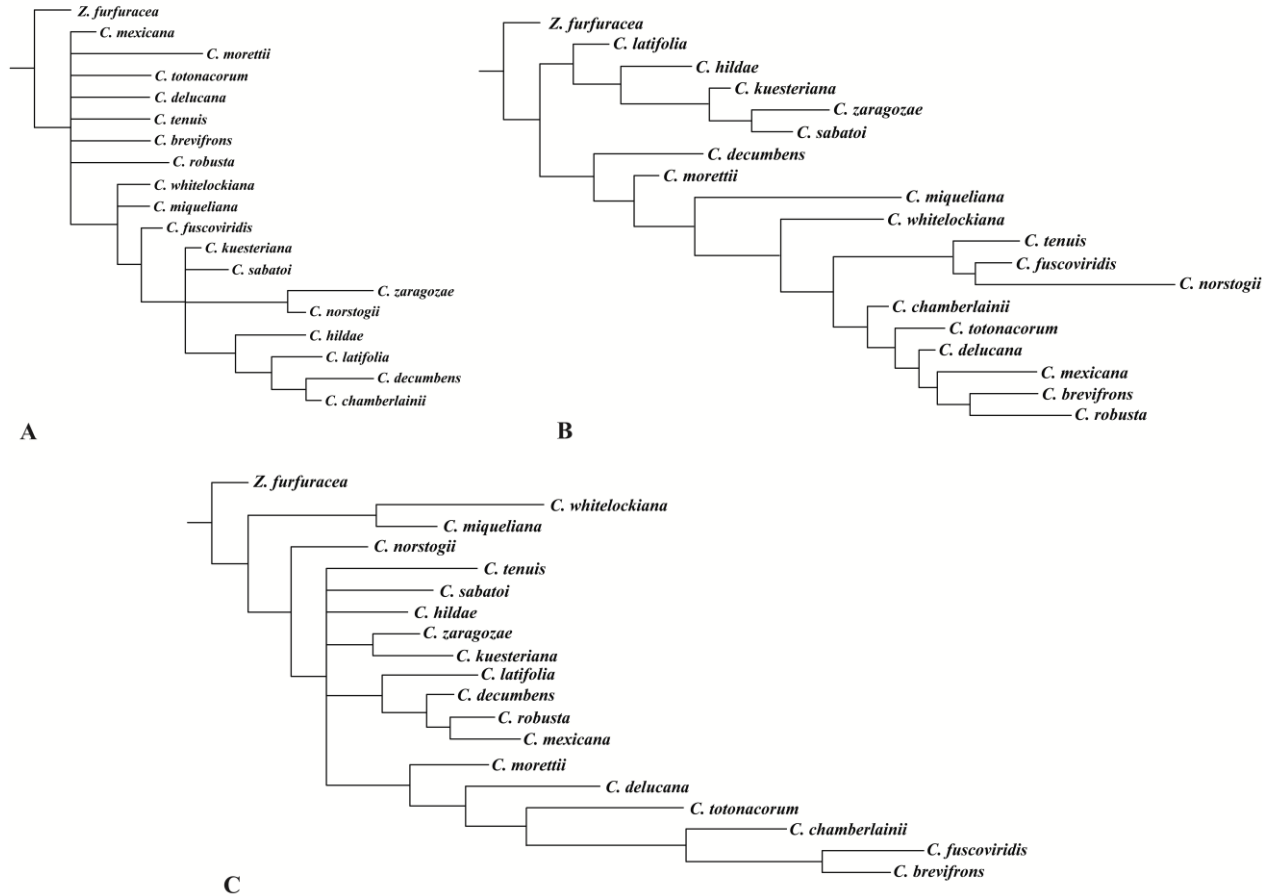 Z. furfuracea
C. mexicana
C. morettii
C. totonacorum
C. delucana
C. tenuis
C. brevifrons
C. robusta
C. whitelockiana
C. miqueliana
C. fuscoviridis
C. kuesteriana
C. sabatoi
C. zaragozae
C. norstogii
C. hildae
C. latifolia
C. decumbens
C. chamberlainii
A
Z. furfuracea
C. latifolia
C. hildae
C. kuesteriana
C. zaragozae
C. sabatoi
C. decumbens
C. morettii
C. miqueliana
C. whitelockiana
C. tenuis
C. fuscoviridis
C. norstogii
C. chamberlainii
C. totonacorum
C. delucana
C. mexicana
C. brevifrons
C. robusta
B
Z. furfuracea
C. whitelockiana
C. miqueliana
C. norstogii
C. tenuis
C. sabatoi
C. hildae
C. zaragozae
C. kuesteriana
C. latifolia
C. decumbens
C. robusta
C. mexicana
C. morettii
C. delucana
C. totonacorum
C. chamberlainii
C. fuscoviridis
C. brevifrons
C